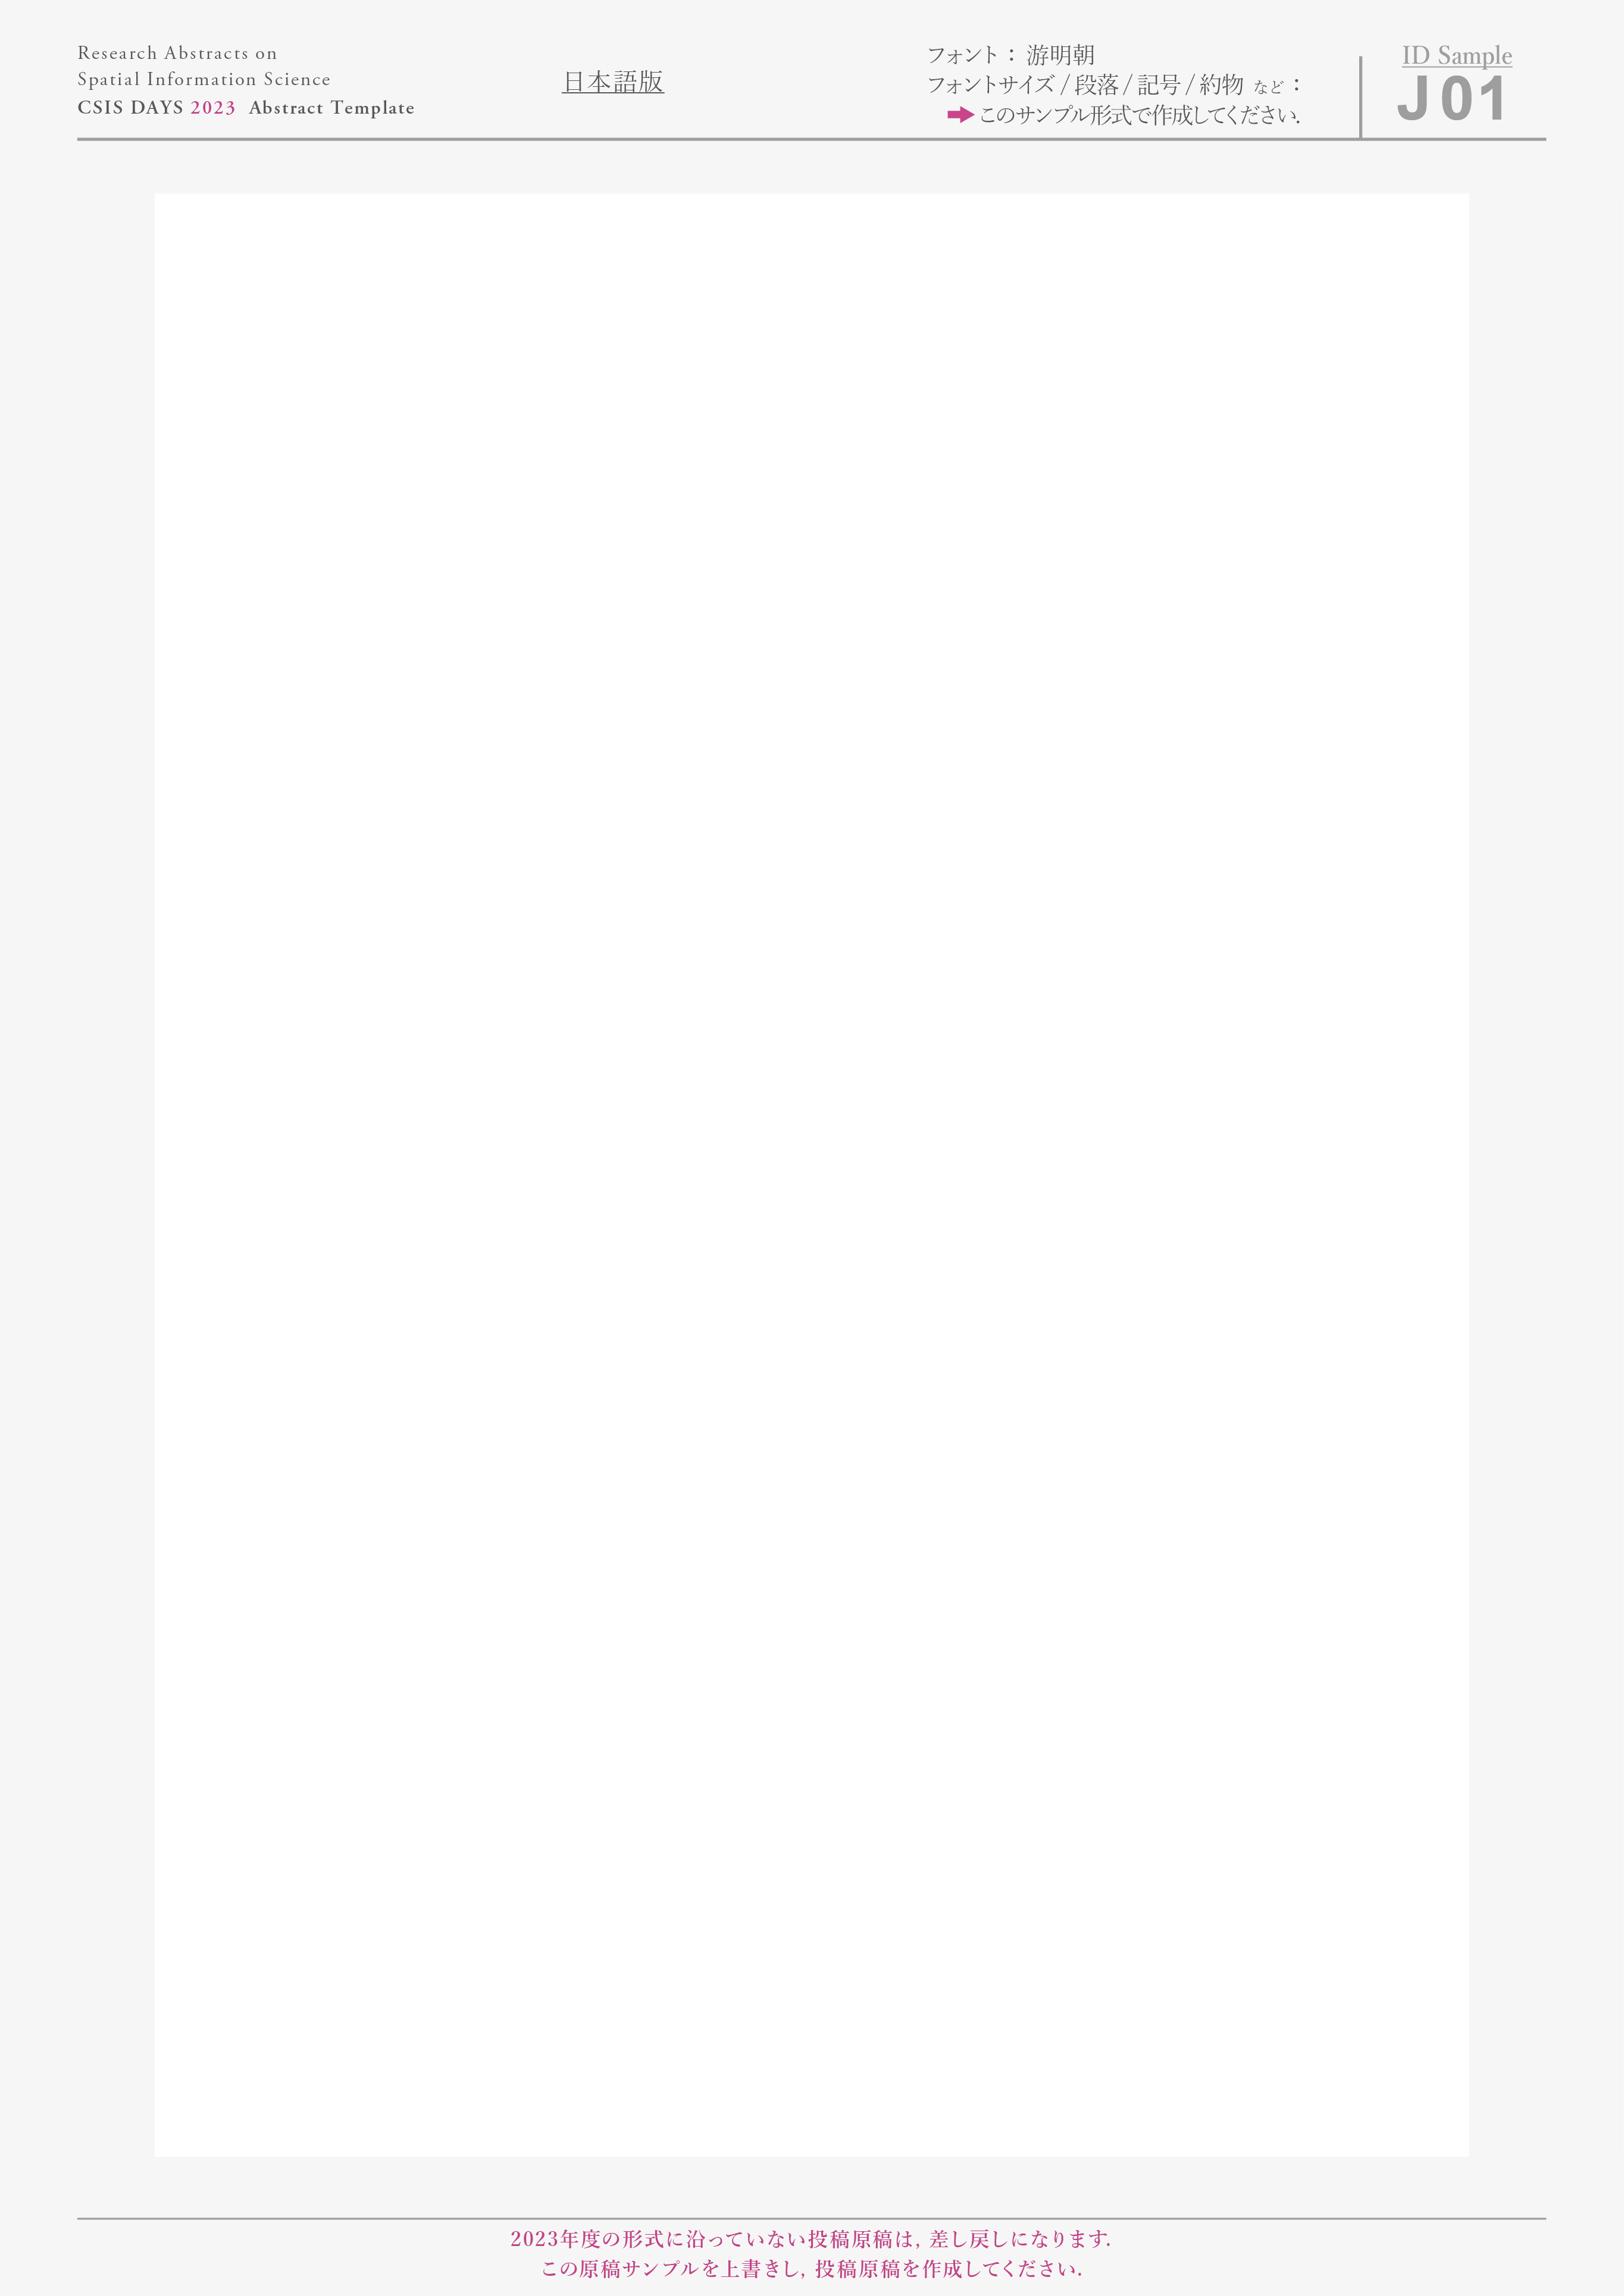 Research Abstracts on
Spatial Information Science
CSIS DAYS 2023 Abstract Template
日本語版
フォント : 游明朝
フォントサイズ / 段落 / 記号 / 約物 など :
このサンプル形式で作成してください.
ID Sample
J 01
2023年度の形式に沿っていない投稿原稿は, 差し戻しになります.
この原稿サンプルを上書きし, 投稿原稿を作成してください.